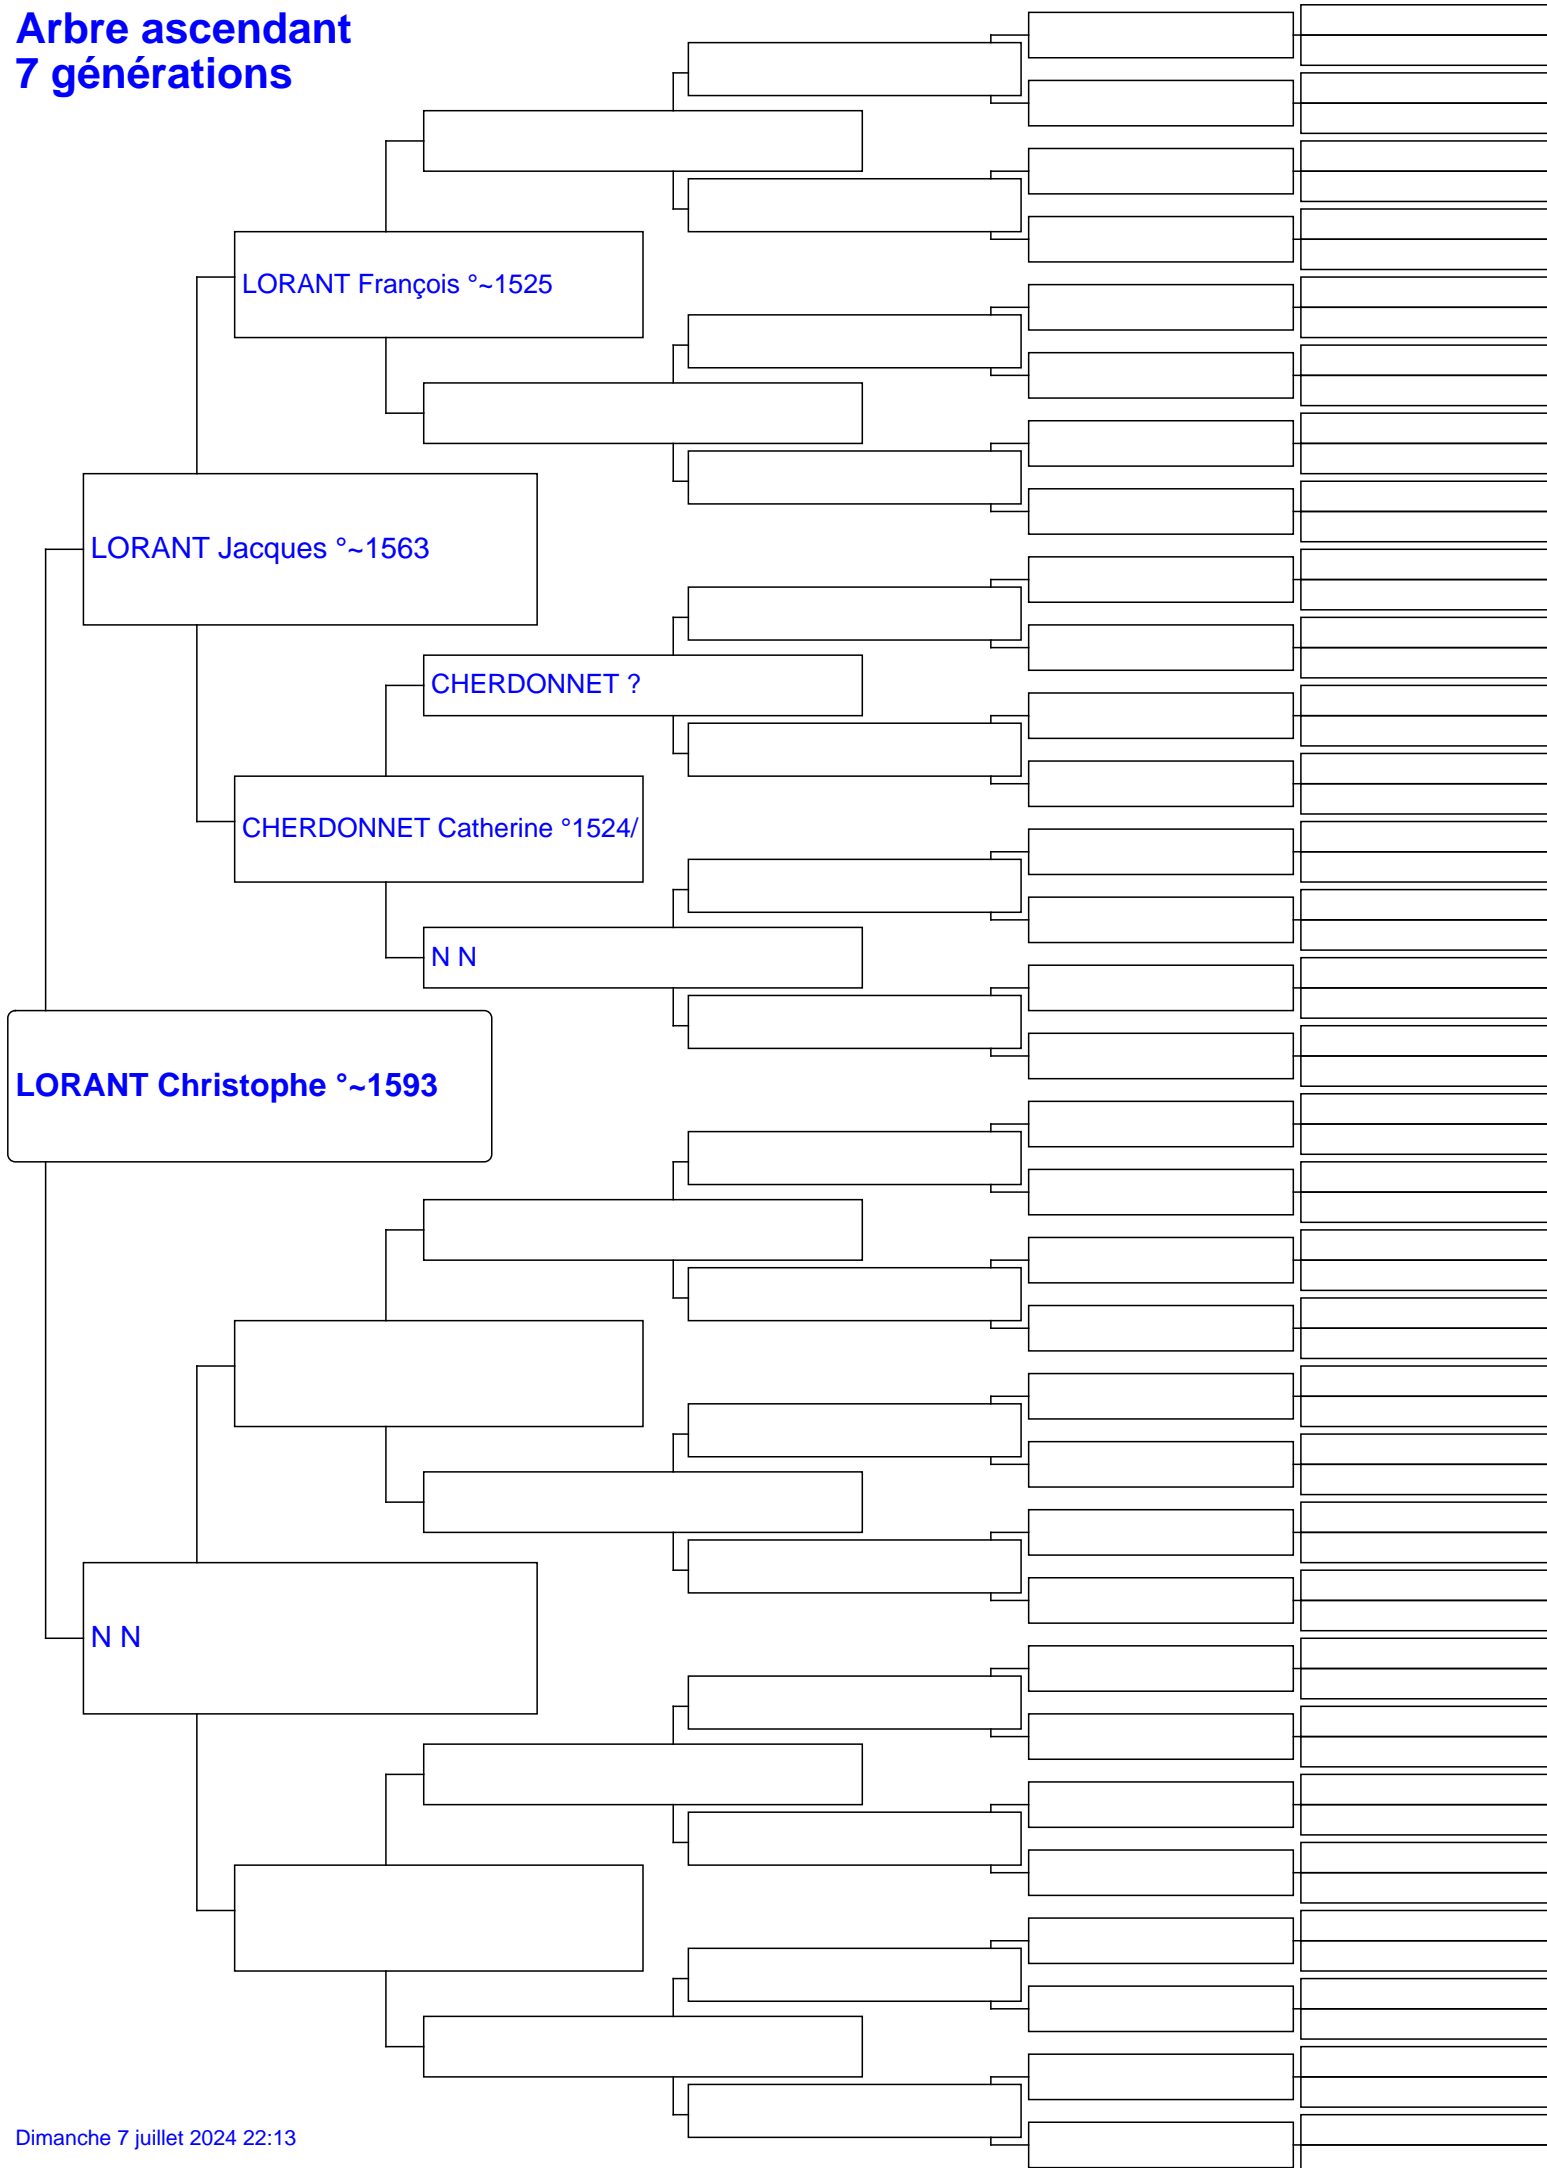 Arbre ascendant
7 générations
LORANT François °~1525
LORANT Jacques °~1563
CHERDONNET ?
CHERDONNET Catherine °1524/
N N
LORANT Christophe °~1593
N N
Dimanche 7 juillet 2024 22:13